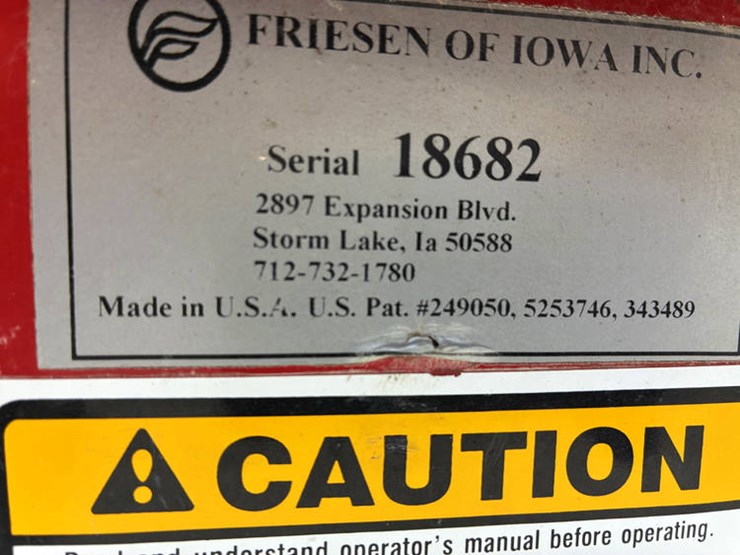 FRIESEN OF IOWA INC.
Serial 18682
2897 Expansion Blvd.
Storm Lake, Ia 50588
712-732-1780
Made in U.S.A. U.S. Pat. #249050, 5253746, 343489
CAUTION
understand operator's manual before operating.